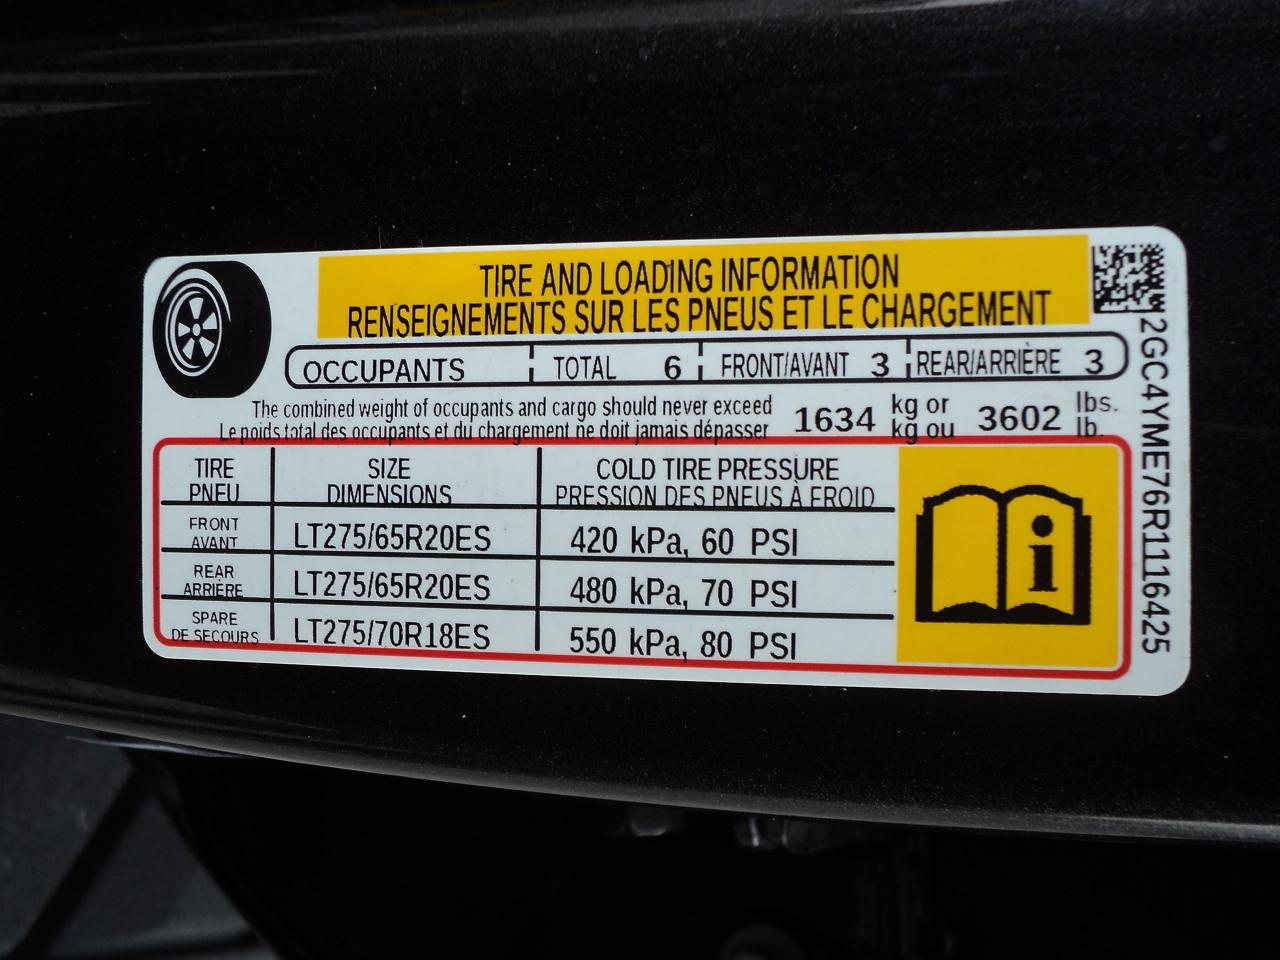 TIRE AND LOADING INFORMATION
RENSEIGNEMENTS SUR LES PNEUS ET LE CHARGEMENT
OCCUPANTS TOTAL 6 FRONT/AVANT 3 REAR/ARRIÈRE 3
The combined weight of occupants and cargo should never exceed 1634 kg or 3602 lbs.
Le poids total des occupants et du chargement ne doit jamais dépasser kg ou lb.
TIRE SIZE COLD TIRE PRESSURE
PNEU DIMENSIONS PRESSION DES PNEUS À FROID
FRONT
AVANT LT275/65R20ES 420 kPa, 60 PSI
REAR
ARRIÈRE LT275/65R20ES 480 kPa, 70 PSI
SPARE
DE SECOURS LT275/70R18ES 550 kPa, 80 PSI
i
2GC4YME76R1116425